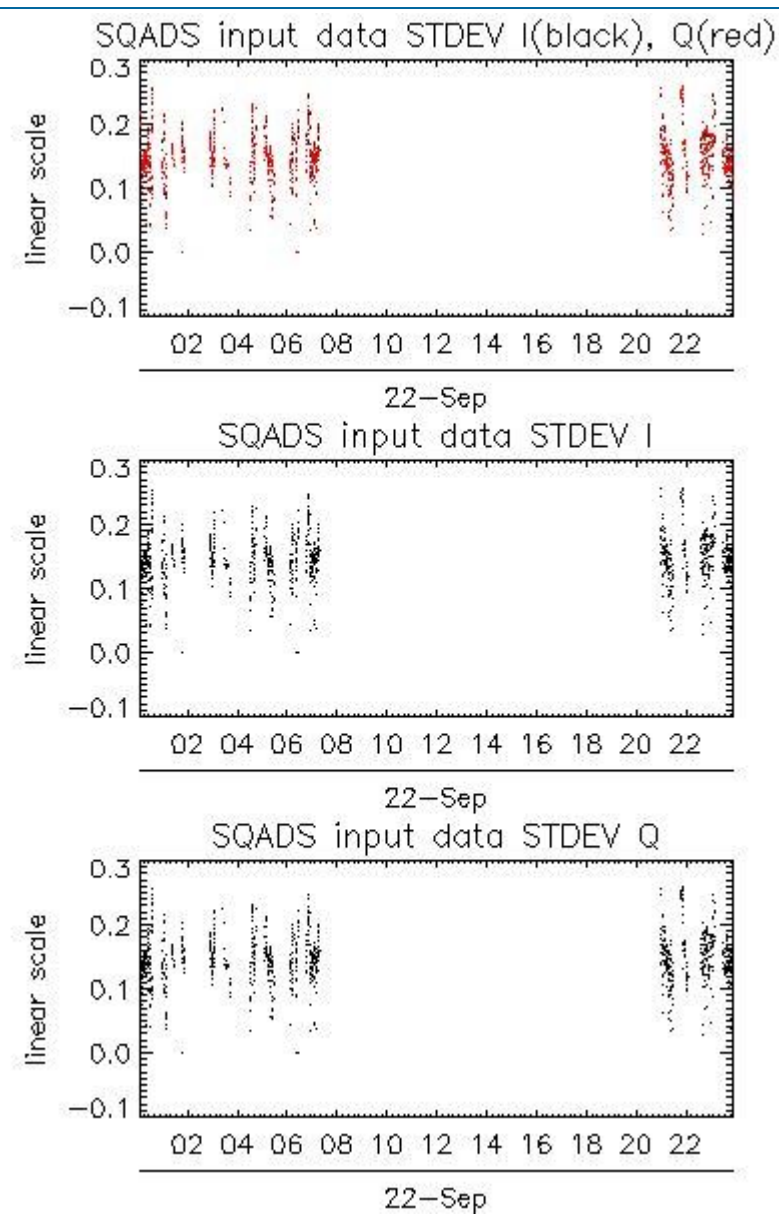 SQADS input data STDEV I(black), Q(red)
0.3
0.2
0.1
0.0
−0.1
linear scale
02 04 06 08 10 12 14 16 18 20 22
22−Sep
SQADS input data STDEV I
0.3
0.2
0.1
0.0
−0.1
linear scale
02 04 06 08 10 12 14 16 18 20 22
22−Sep
SQADS input data STDEV Q
0.3
0.2
0.1
0.0
−0.1
linear scale
02 04 06 08 10 12 14 16 18 20 22
22−Sep